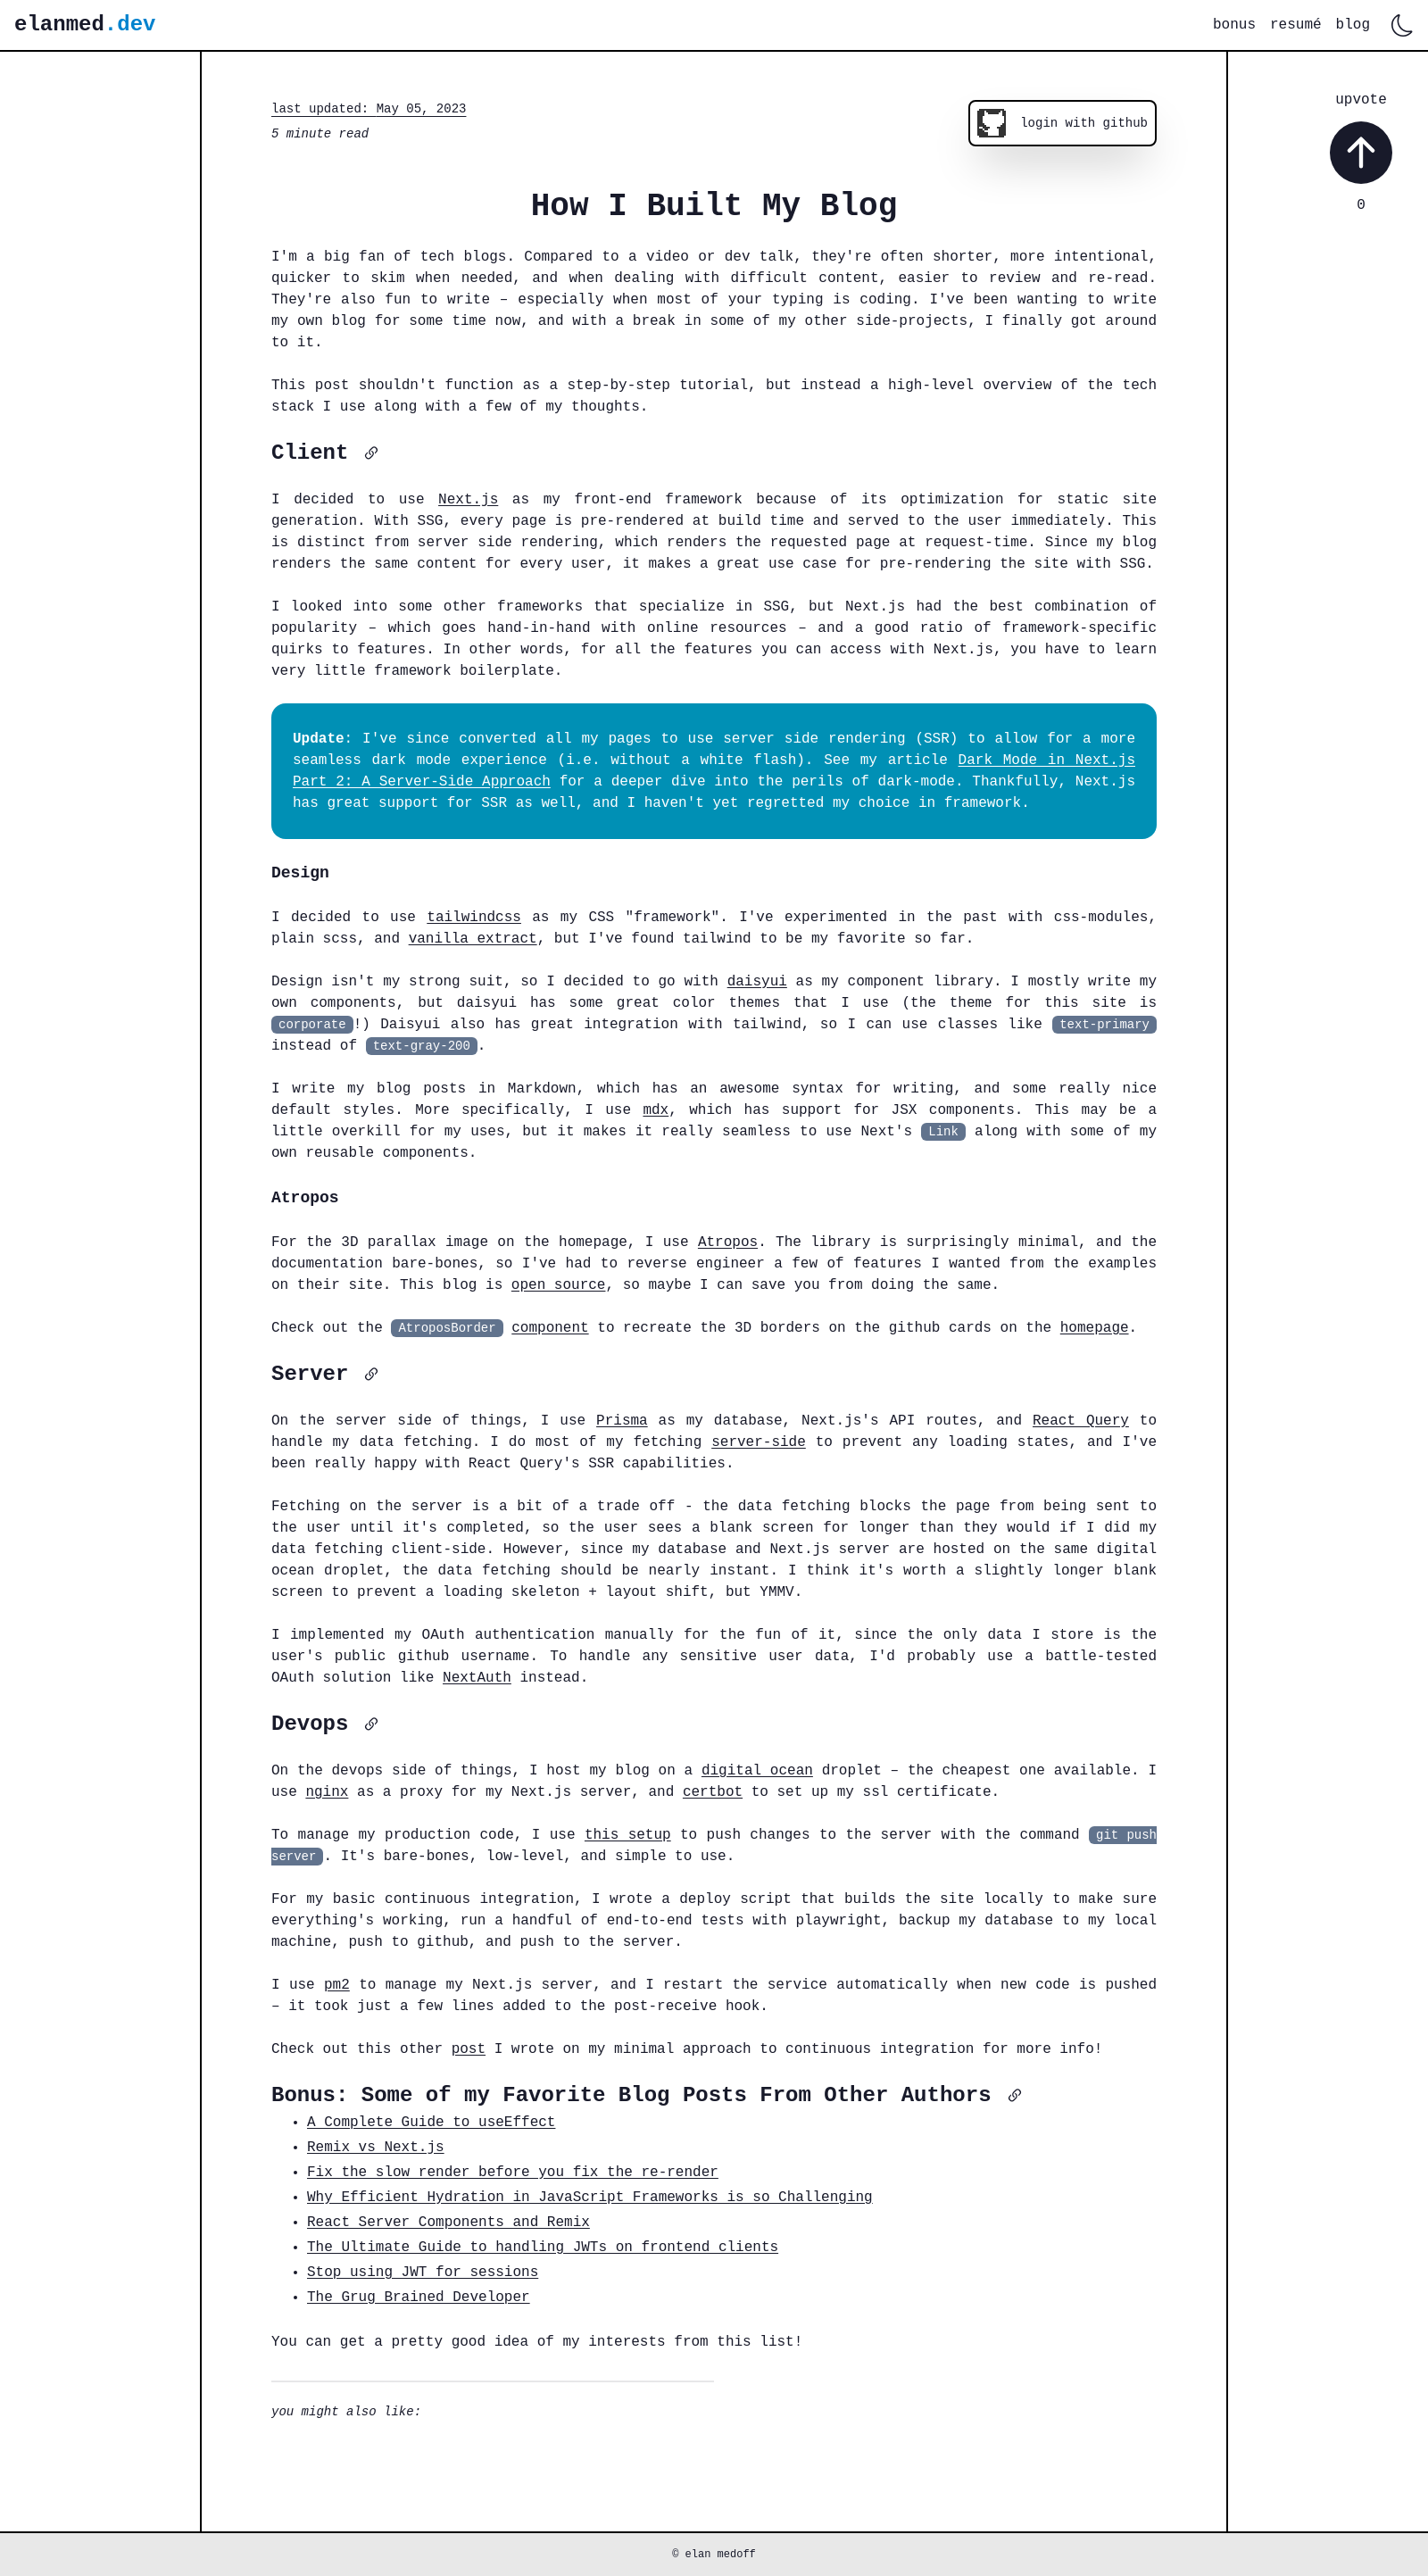 elanmed.dev
bonus resumé blog
last updated: May 05, 2023
5 minute read
login with github
upvote
0
How I Built My Blog
I'm a big fan of tech blogs. Compared to a video or dev talk, they're often shorter, more intentional,
quicker to skim when needed, and when dealing with difficult content, easier to review and re-read.
They're also fun to write – especially when most of your typing is coding. I've been wanting to write
my own blog for some time now, and with a break in some of my other side-projects, I finally got around
to it.
This post shouldn't function as a step-by-step tutorial, but instead a high-level overview of the tech
stack I use along with a few of my thoughts.
Client
I decided to use Next.js as my front-end framework because of its optimization for static site
generation. With SSG, every page is pre-rendered at build time and served to the user immediately. This
is distinct from server side rendering, which renders the requested page at request-time. Since my blog
renders the same content for every user, it makes a great use case for pre-rendering the site with SSG.
I looked into some other frameworks that specialize in SSG, but Next.js had the best combination of
popularity – which goes hand-in-hand with online resources – and a good ratio of framework-specific
quirks to features. In other words, for all the features you can access with Next.js, you have to learn
very little framework boilerplate.
Update: I've since converted all my pages to use server side rendering (SSR) to allow for a more
seamless dark mode experience (i.e. without a white flash). See my article Dark Mode in Next.js
Part 2: A Server-Side Approach for a deeper dive into the perils of dark-mode. Thankfully, Next.js
has great support for SSR as well, and I haven't yet regretted my choice in framework.
Design
I decided to use tailwindcss as my CSS "framework". I've experimented in the past with css-modules,
plain scss, and vanilla extract, but I've found tailwind to be my favorite so far.
Design isn't my strong suit, so I decided to go with daisyui as my component library. I mostly write my
own components, but daisyui has some great color themes that I use (the theme for this site is
corporate!) Daisyui also has great integration with tailwind, so I can use classes like text-primary
instead of text-gray-200.
I write my blog posts in Markdown, which has an awesome syntax for writing, and some really nice
default styles. More specifically, I use mdx, which has support for JSX components. This may be a
little overkill for my uses, but it makes it really seamless to use Next's Link along with some of my
own reusable components.
Atropos
For the 3D parallax image on the homepage, I use Atropos. The library is surprisingly minimal, and the
documentation bare-bones, so I've had to reverse engineer a few of features I wanted from the examples
on their site. This blog is open source, so maybe I can save you from doing the same.
Check out the AtroposBorder component to recreate the 3D borders on the github cards on the homepage.
Server
On the server side of things, I use Prisma as my database, Next.js's API routes, and React Query to
handle my data fetching. I do most of my fetching server-side to prevent any loading states, and I've
been really happy with React Query's SSR capabilities.
Fetching on the server is a bit of a trade off - the data fetching blocks the page from being sent to
the user until it's completed, so the user sees a blank screen for longer than they would if I did my
data fetching client-side. However, since my database and Next.js server are hosted on the same digital
ocean droplet, the data fetching should be nearly instant. I think it's worth a slightly longer blank
screen to prevent a loading skeleton + layout shift, but YMMV.
I implemented my OAuth authentication manually for the fun of it, since the only data I store is the
user's public github username. To handle any sensitive user data, I'd probably use a battle-tested
OAuth solution like NextAuth instead.
Devops
On the devops side of things, I host my blog on a digital ocean droplet – the cheapest one available. I
use nginx as a proxy for my Next.js server, and certbot to set up my ssl certificate.
To manage my production code, I use this setup to push changes to the server with the command git push
server. It's bare-bones, low-level, and simple to use.
For my basic continuous integration, I wrote a deploy script that builds the site locally to make sure
everything's working, run a handful of end-to-end tests with playwright, backup my database to my local
machine, push to github, and push to the server.
I use pm2 to manage my Next.js server, and I restart the service automatically when new code is pushed
– it took just a few lines added to the post-receive hook.
Check out this other post I wrote on my minimal approach to continuous integration for more info!
Bonus: Some of my Favorite Blog Posts From Other Authors
• A Complete Guide to useEffect
• Remix vs Next.js
• Fix the slow render before you fix the re-render
• Why Efficient Hydration in JavaScript Frameworks is so Challenging
• React Server Components and Remix
• The Ultimate Guide to handling JWTs on frontend clients
• Stop using JWT for sessions
• The Grug Brained Developer
You can get a pretty good idea of my interests from this list!
you might also like:
© elan medoff